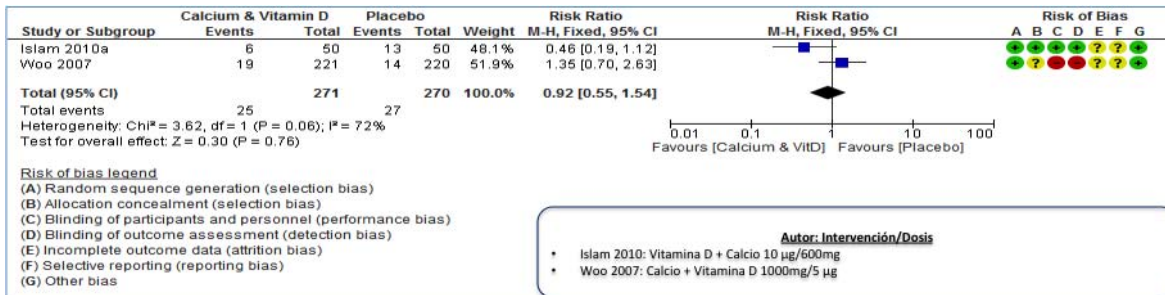 Calcium & Vitamin D Placebo Risk Ratio Risk Ratio Risk of Bias
Study or Subgroup Events Total Events Total Weight M-H, Fixed, 95% CI M-H, Fixed, 95% CI A B C D E F G
Islam 2010a 6 50 13 50 48.1% 0.46 [0.19, 1.12] + + + + ? ? +
Woo 2007 19 221 14 220 51.9% 1.35 [0.70, 2.63] + ? - - ? ? +
Total (95% CI) 271 270 100.0% 0.92 [0.55, 1.54]
Total events 25 27
Heterogeneity: Chi² = 3.62, df = 1 (P = 0.06); I² = 72%
Test for overall effect: Z = 0.30 (P = 0.76)
0.01 0.1 1 10 100
Favours [Calcium & VitD] Favours [Placebo]
Risk of bias legend
(A) Random sequence generation (selection bias)
(B) Allocation concealment (selection bias)
(C) Blinding of participants and personnel (performance bias)
(D) Blinding of outcome assessment (detection bias)
(E) Incomplete outcome data (attrition bias)
(F) Selective reporting (reporting bias)
(G) Other bias
Autor: Intervención/Dosis
• Islam 2010: Vitamina D + Calcio 10 µg/600mg
• Woo 2007: Calcio + Vitamina D 1000mg/5 µg